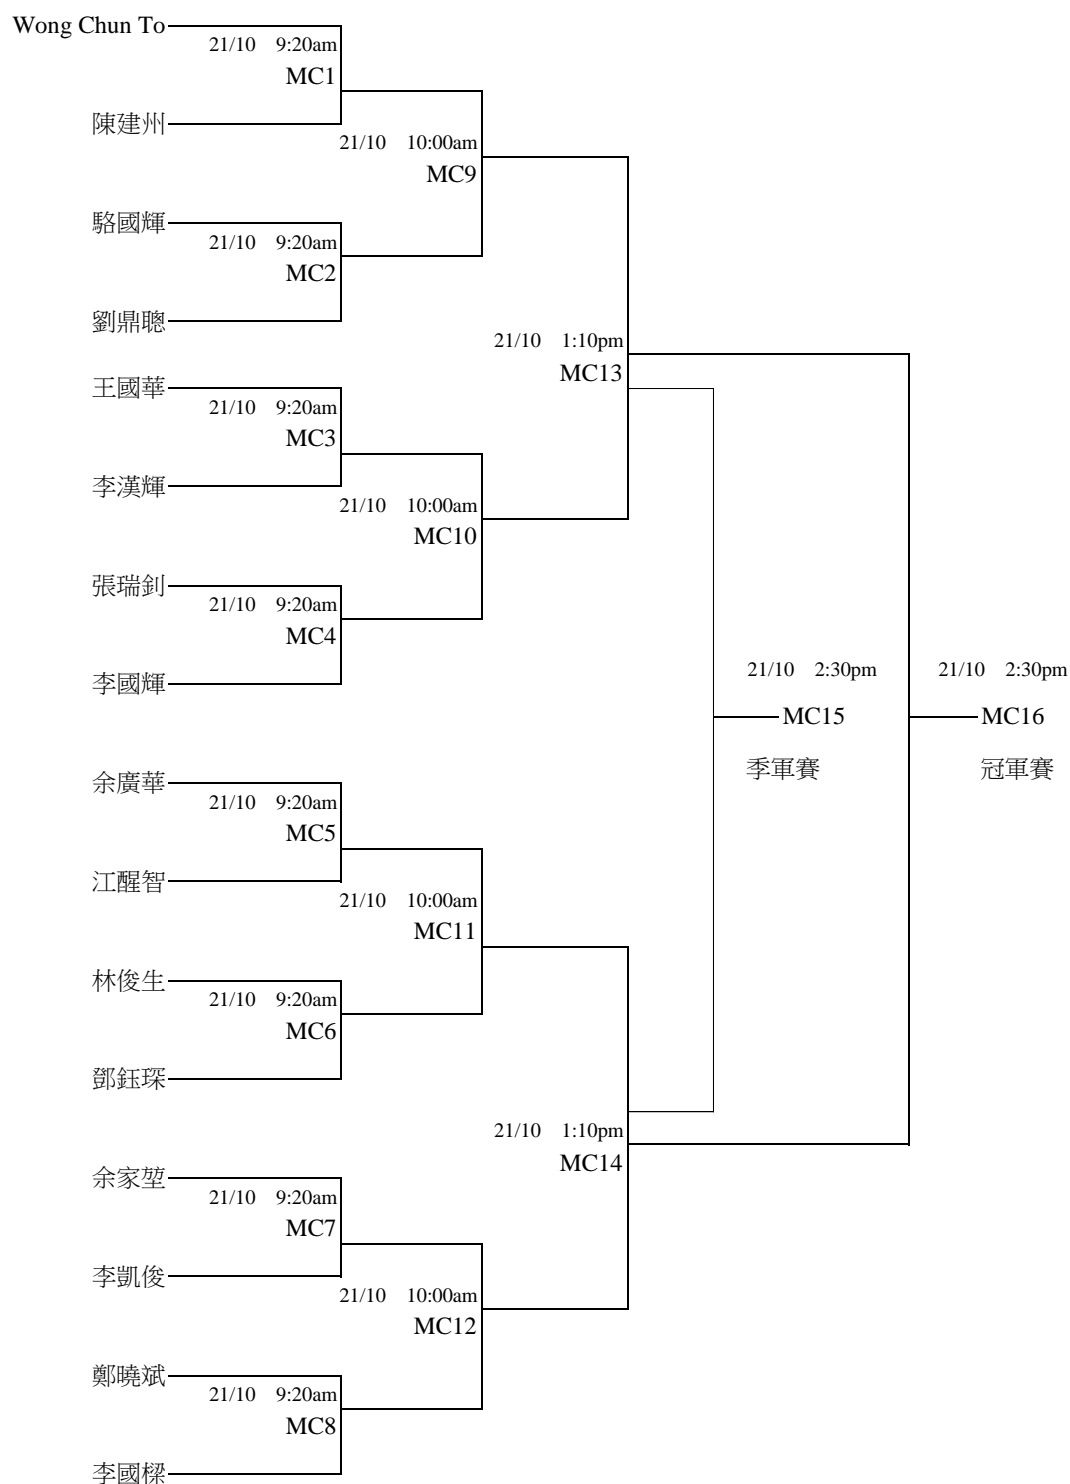 Wong Chun To
21/10 9:20am
MC1
陳建州
21/10 10:00am
MC9
駱國輝
21/10 9:20am
MC2
劉鼎聰
21/10 1:10pm
MC13
王國華
21/10 9:20am
MC3
李漢輝
21/10 10:00am
MC10
張瑞釗
21/10 9:20am
MC4
李國輝
21/10 2:30pm
21/10 2:30pm
MC15
MC16
季軍賽
冠軍賽
余廣華
21/10 9:20am
MC5
江醒智
21/10 10:00am
MC11
林俊生
21/10 9:20am
MC6
鄧鈺琛
21/10 1:10pm
MC14
余家堃
21/10 9:20am
MC7
李凱俊
21/10 10:00am
MC12
鄭曉斌
21/10 9:20am
MC8
李國樑